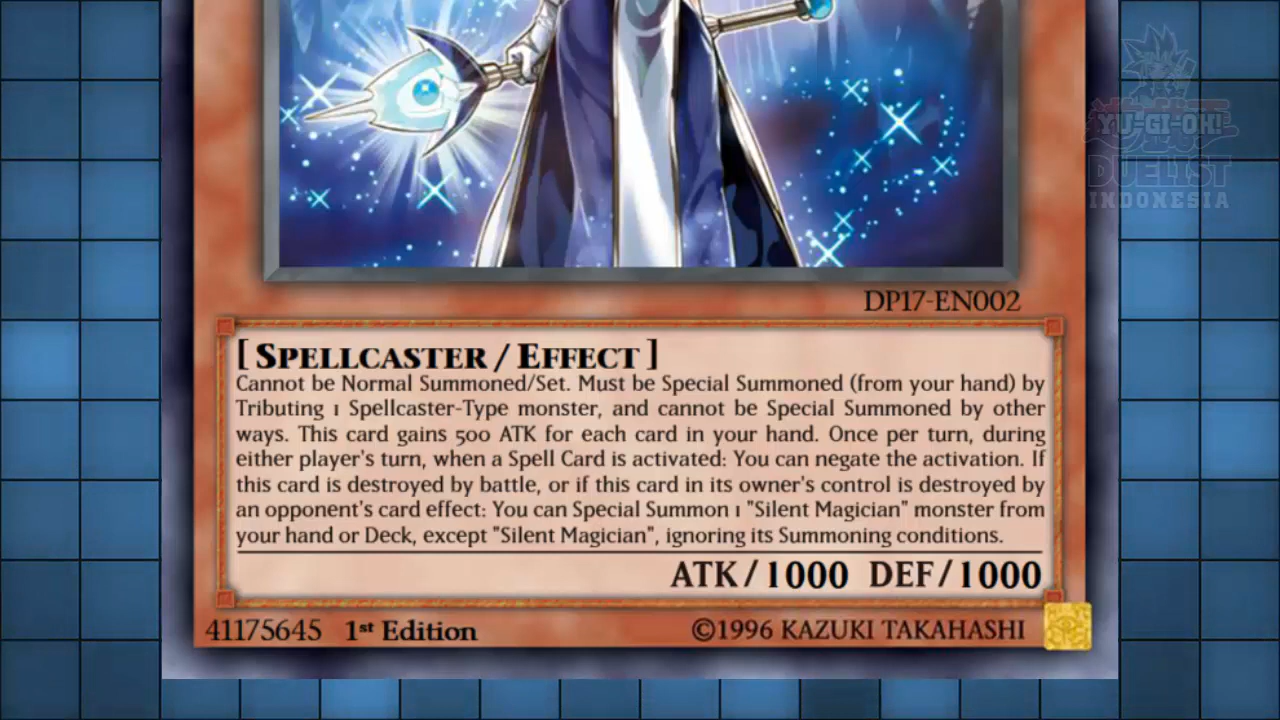 YU-GI-OH!
DUELIST
INDONESIA
DP17-EN002
[ SPELLCASTER / EFFECT ]
Cannot be Normal Summoned/Set. Must be Special Summoned (from your hand) by
Tributing 1 Spellcaster-Type monster, and cannot be Special Summoned by other
ways. This card gains 500 ATK for each card in your hand. Once per turn, during
either player's turn, when a Spell Card is activated: You can negate the activation. If
this card is destroyed by battle, or if this card in its owner's control is destroyed by
an opponent's card effect: You can Special Summon 1 "Silent Magician" monster from
your hand or Deck, except "Silent Magician", ignoring its Summoning conditions.
ATK/1000 DEF/1000
41175645 1st Edition ©1996 KAZUKI TAKAHASHI